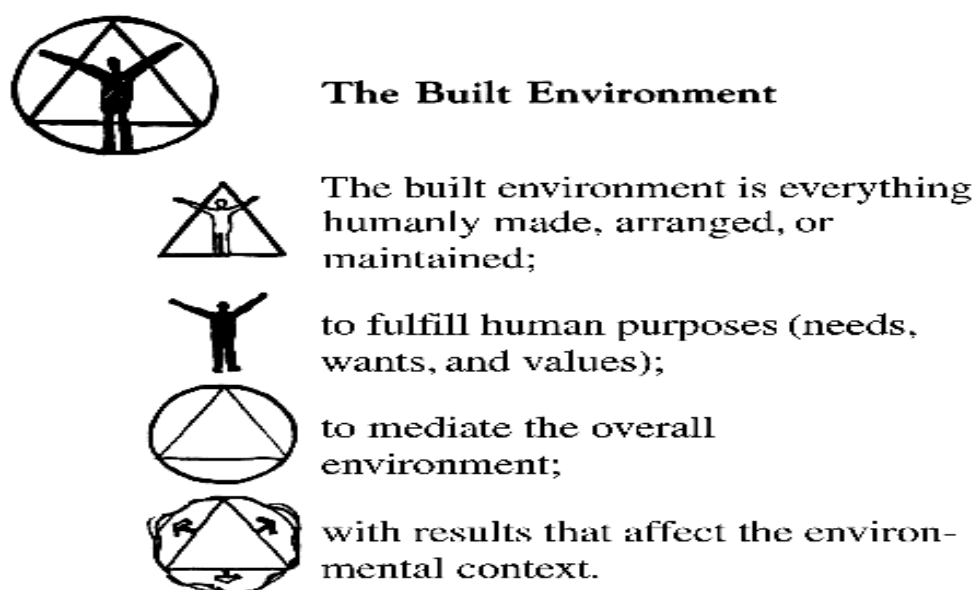 The Built Environment
The built environment is everything
humanly made, arranged, or
maintained;
to fulfill human purposes (needs,
wants, and values);
to mediate the overall
environment;
with results that affect the environ-
mental context.